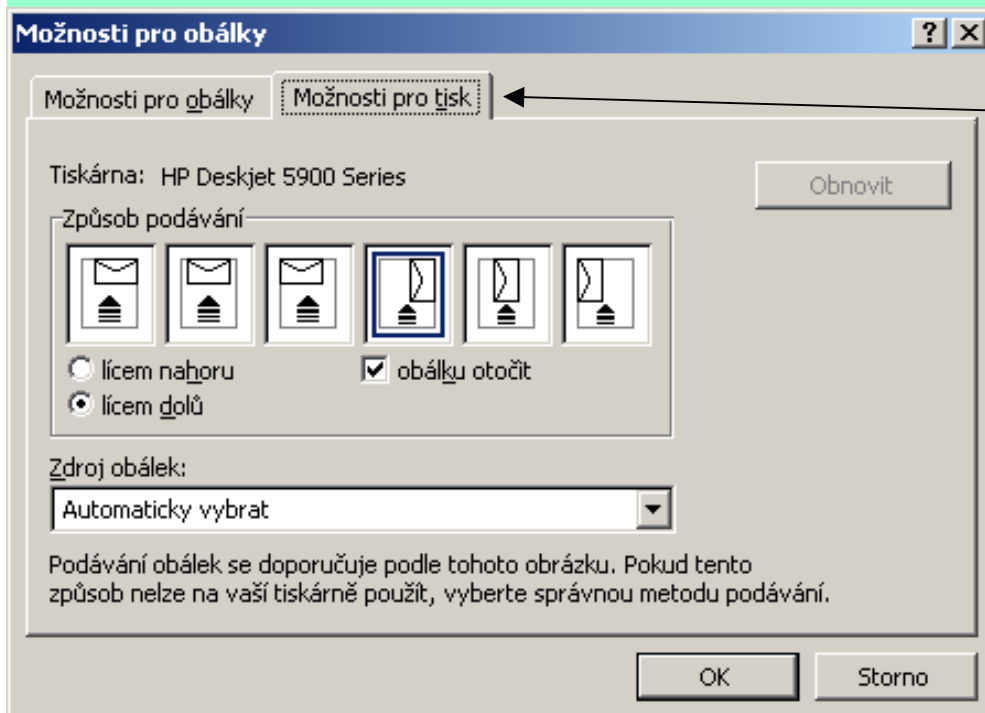 Možnosti pro obálky
Možnosti pro obálky
Možnosti pro tisk
Tiskárna: HP Deskjet 5900 Series
Obnovit
Způsob podávání
lícem nahoru
obálku otočit
lícem dolů
Zdroj obálek:
Automaticky vybrat
Podávání obálek se doporučuje podle tohoto obrázku. Pokud tento
způsob nelze na vaší tiskárně použít, vyberte správnou metodu podávání.
OK
Storno